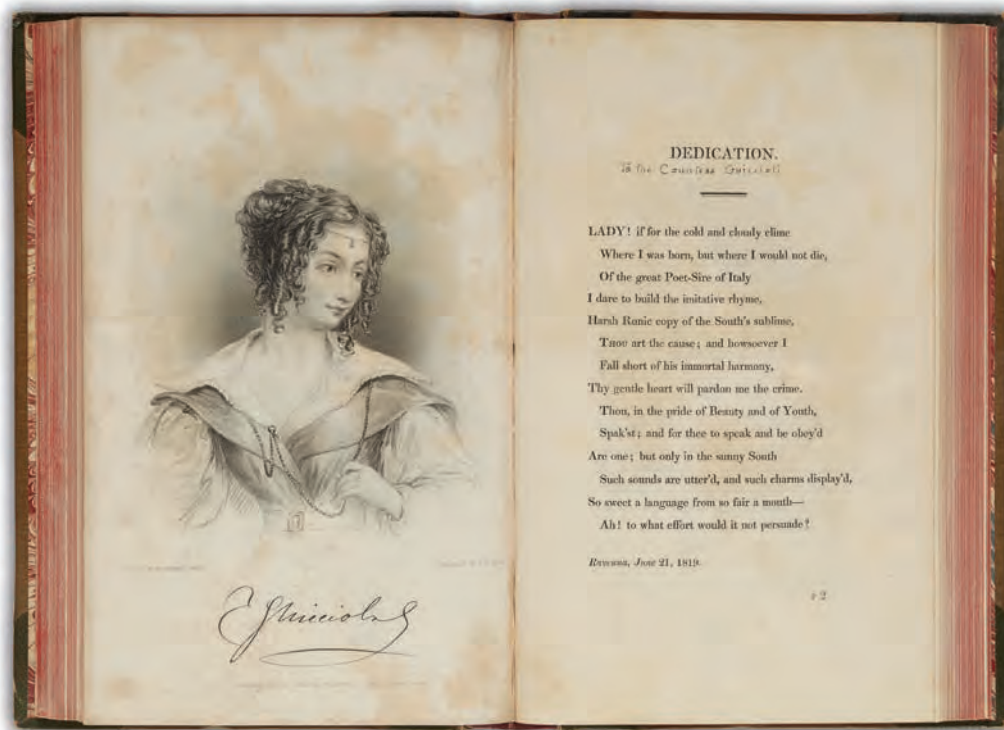 DEDICATION.
To the Countess Guiccioli
LADY! if for the cold and cloudy clime
Where I was born, but where I would not die,
Of the great Poet-Sire of Italy
I dare to build the imitative rhyme,
Harsh Runic copy of the South's sublime,
THOU art the cause; and howsoever I
Fall short of his immortal harmony,
Thy gentle heart will pardon me the crime.
Thou, in the pride of Beauty and of Youth,
Spak'st; and for thee to speak and be obey'd
Are one; but only in the sunny South
Such sounds are utter'd, and such charms display'd,
So sweet a language from so fair a mouth—
Ah! to what effort would it not persuade?
Ravenna, June 21, 1819.